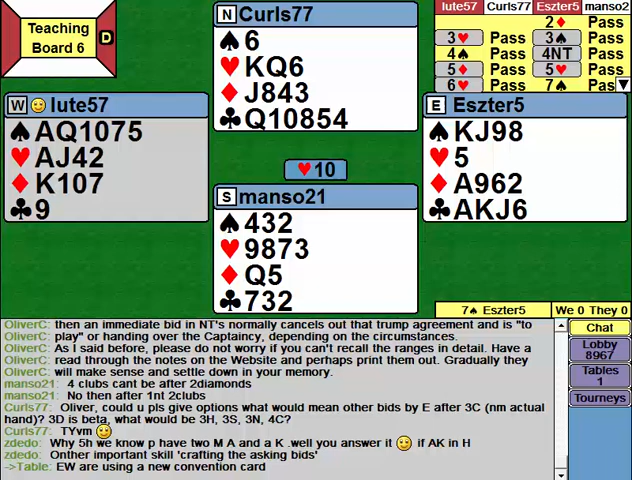 Teaching
Board 6
D
N Curls77
♠ 6
♥ KQ6
♦ J843
♣ Q10854
lute57 Curls77 Eszter5 manso2
2♦ Pass
3♥ Pass 3♠ Pass
4♠ Pass 4NT Pass
5♦ Pass 5♥ Pass
6♥ Pass 7♠ Pas
W lute57
♠ AQ1075
♥ AJ42
♦ K107
♣ 9
E Eszter5
♠ KJ98
♥ 5
♦ A962
♣ AKJ6
♥10
S manso21
♠ 432
♥ 9873
♦ Q5
♣ 732
7♠ Eszter5
We 0 They 0
OliverC: then an immediate bid in NT's normally cancels out that trump agreement and is "to
OliverC: play" or handing over the Captaincy, depending on the circumstances.
OliverC: As I said before, please do not worry if you can't recall the ranges in detail. Have a
OliverC: read through the notes on the Website and perhaps print them out. Gradually they
OliverC: will make sense and settle down in your memory.
manso21: 4 clubs cant be after 2diamonds
manso21: No then after 1nt 2clubs
Curls77: Oliver, could u pls give options what would mean other bids by E after 3C (nm actual
hand)? 3D is beta, what would be 3H, 3S, 3N, 4C?
Curls77: TYvm
zdedo: Why 5h we know p have two M A and a K .well you answer it if AK in H
zdedo: Onther important skill 'crafting the asking bids'
->Table: EW are using a new convention card
Chat
Lobby
8967
Tables
1
Tourneys